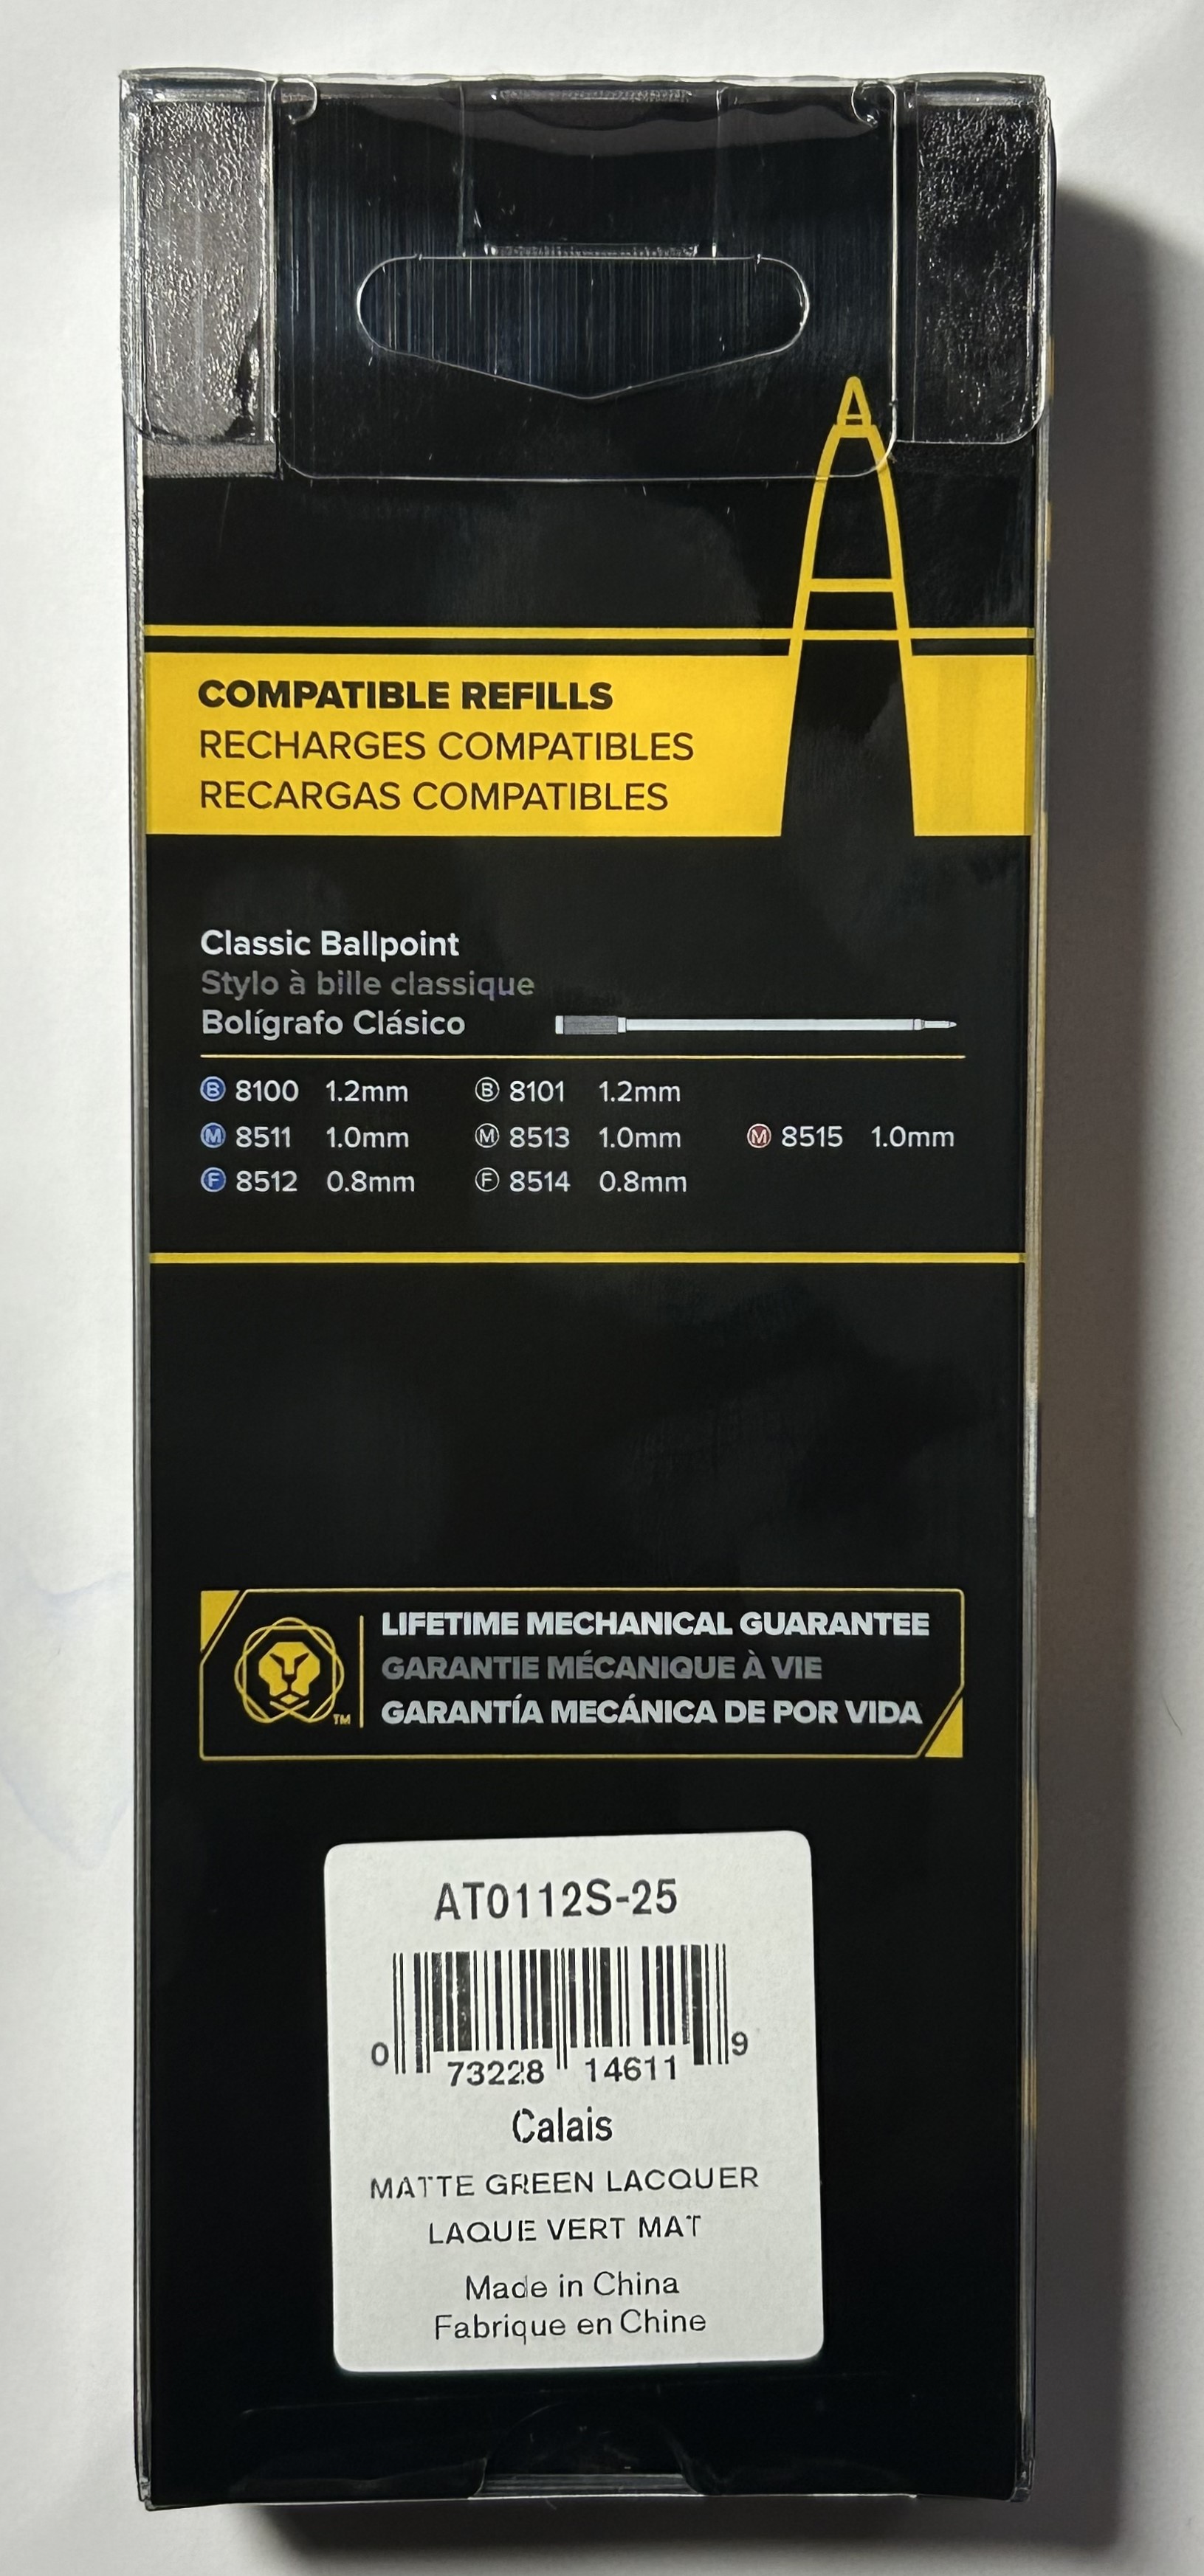 COMPATIBLE REFILLS
RECHARGES COMPATIBLES
RECARGAS COMPATIBLES
Classic Ballpoint
Stylo à bille classique
Bolígrafo Clásico
Ⓑ 8100 1.2mm Ⓑ 8101 1.2mm
Ⓜ 8511 1.0mm Ⓜ 8513 1.0mm Ⓜ 8515 1.0mm
Ⓕ 8512 0.8mm Ⓕ 8514 0.8mm
LIFETIME MECHANICAL GUARANTEE
GARANTIE MÉCANIQUE À VIE
GARANTÍA MECÁNICA DE POR VIDA
TM
AT0112S-25
0 73228 14611 9
Calais
MATTE GREEN LACQUER
LAQUE VERT MAT
Made in China
Fabrique en Chine